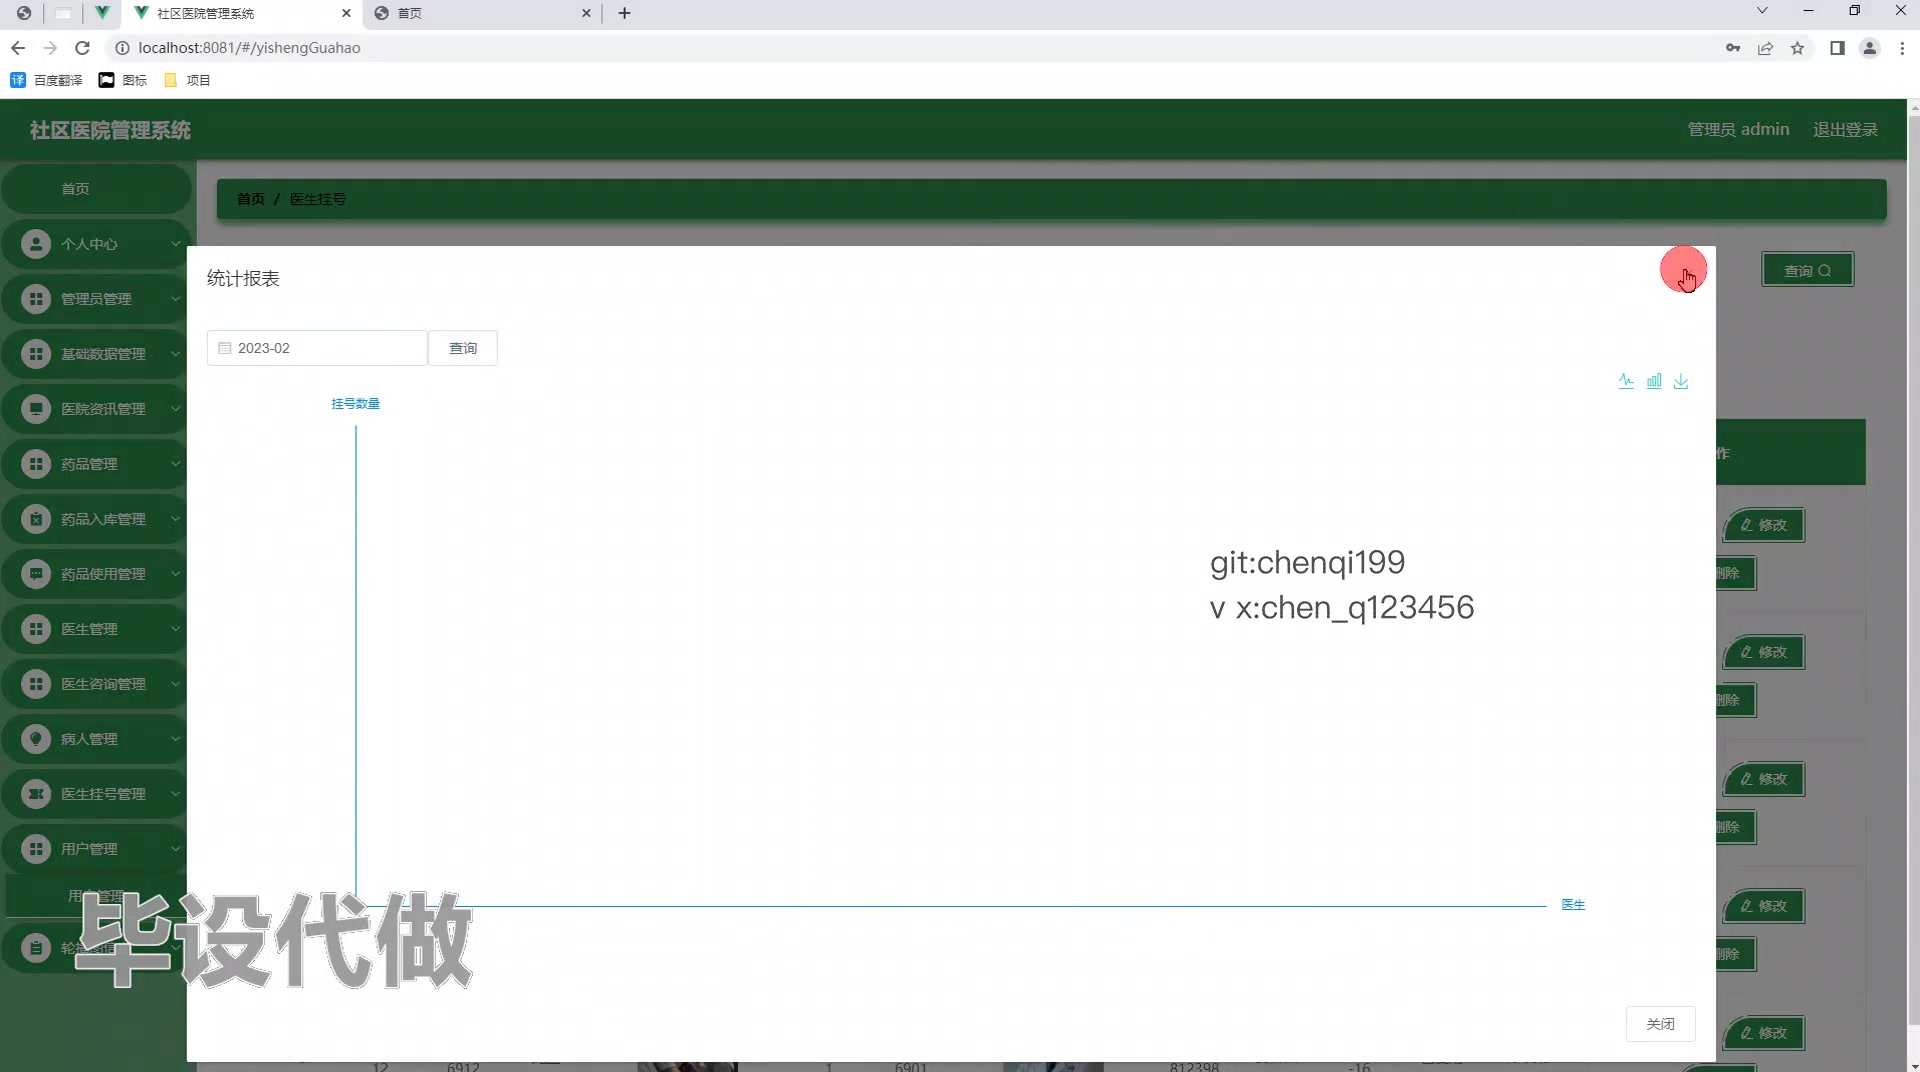 社区医院管理系统
首页
localhost:8081/#/yishengGuahao
百度翻译
图标
项目
社区医院管理系统
管理员 admin
退出登录
首页
首页 / 医生挂号
个人中心
管理员管理
基础数据管理
医院资讯管理
药品管理
药品入库管理
药品使用管理
医生管理
医生咨询管理
病人管理
医生挂号管理
用户管理
用户管理
统计报表
查询
2023-02
查询
挂号数量
医生
git:chenqi199
v x:chen_q123456
作
修改
删除
修改
删除
修改
删除
修改
删除
修改
毕设代做
关闭
12
6912
1
6901
812398
-16